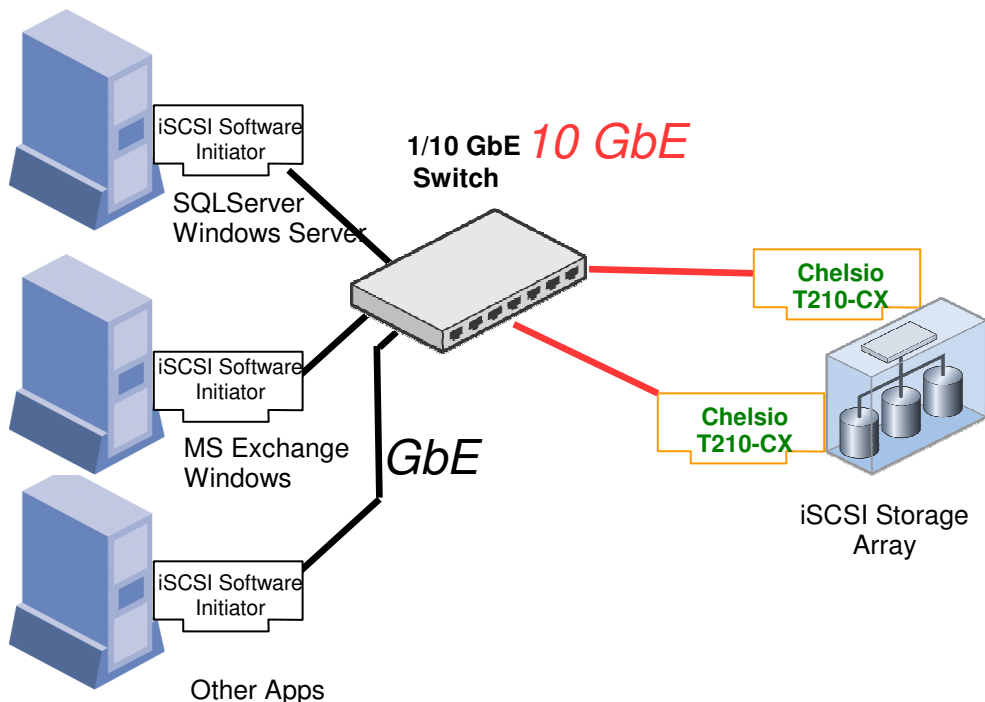 iSCSI Software
Initiator
SQLServer
Windows Server
1/10 GbE
Switch
10 GbE
Chelsio
T210-CX
iSCSI Software
Initiator
MS Exchange
Windows
GbE
Chelsio
T210-CX
iSCSI Storage
Array
iSCSI Software
Initiator
Other Apps